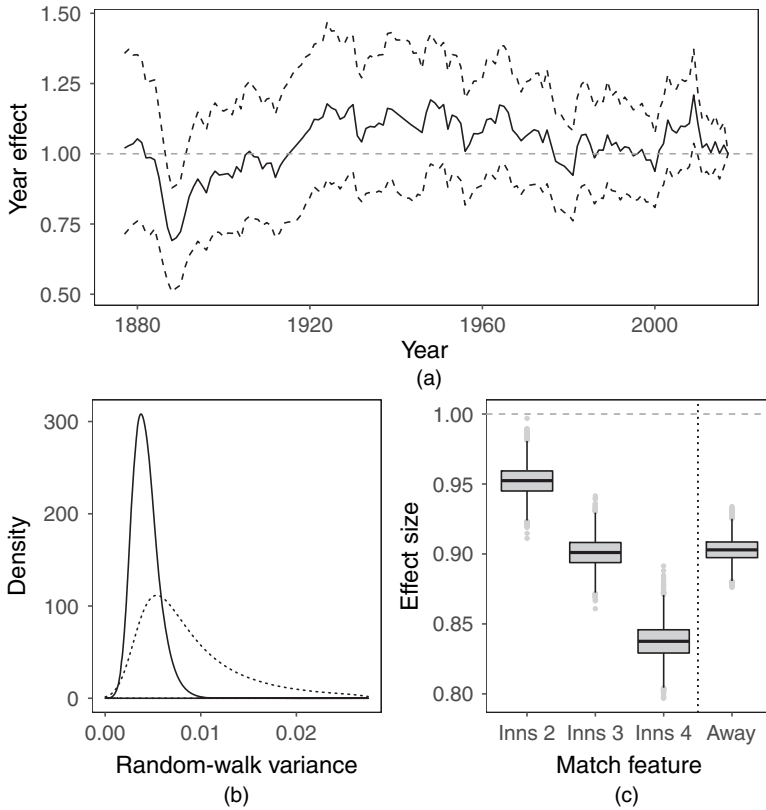 Year effect
1.50
1.25
1.00
0.75
0.50
1880
1920
1960
2000
Year
(a)
Density
300
200
100
0
0.00
0.01
0.02
Random-walk variance
(b)
Effect size
1.00
0.95
0.90
0.85
0.80
Inns 2
Inns 3
Inns 4
Away
Match feature
(c)